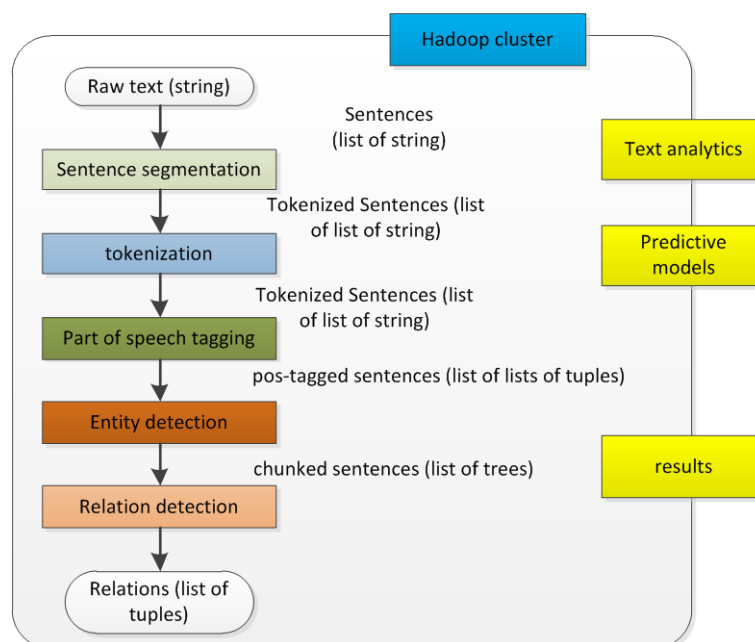 Hadoop cluster
Raw text (string)
Sentences
(list of string)
Text analytics
Sentence segmentation
Tokenized Sentences (list
of list of string)
Predictive
models
tokenization
Tokenized Sentences (list
of list of string)
Part of speech tagging
pos-tagged sentences (list of lists of tuples)
Entity detection
chunked sentences (list of trees)
results
Relation detection
Relations (list of
tuples)